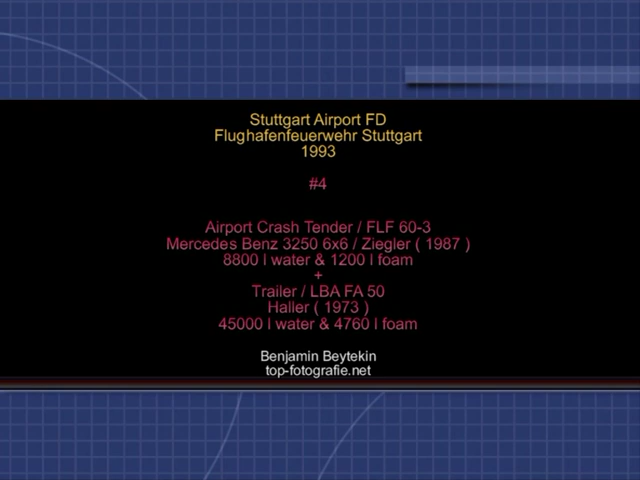 Stuttgart Airport FD
Flughafenfeuerwehr Stuttgart
1993
#4
Airport Crash Tender / FLF 60-3
Mercedes Benz 3250 6x6 / Ziegler ( 1987 )
8800 l water & 1200 l foam
+
Trailer / LBA FA 50
Haller ( 1973 )
45000 l water & 4760 l foam
Benjamin Beytekin
top-fotografie.net